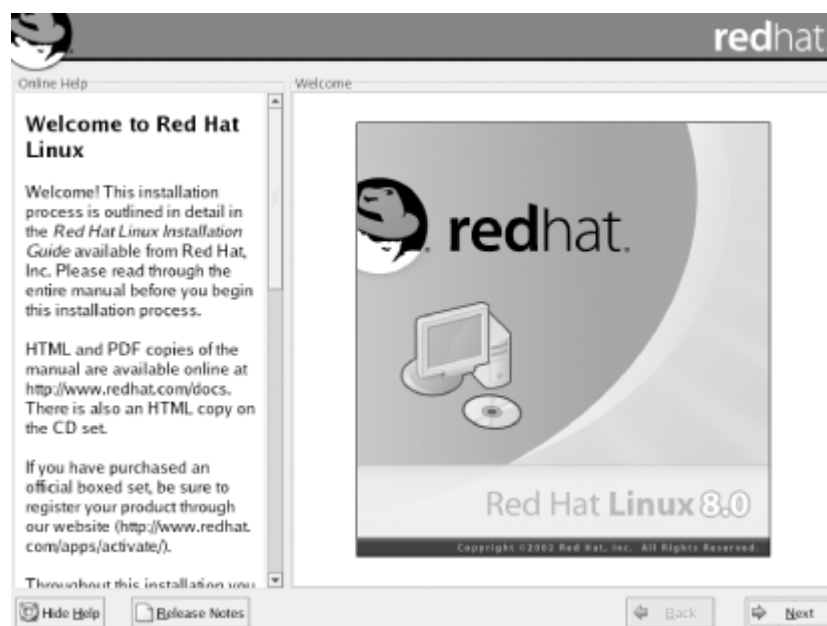 redhat
Online Help
Welcome to Red Hat
Linux
Welcome! This installation
process is outlined in detail in
the Red Hat Linux Installation
Guide available from Red Hat,
Inc. Please read through the
entire manual before you begin
this installation process.
HTML and PDF copies of the
manual are available online at
http://www.redhat.com/docs.
There is also an HTML copy on
the CD set.
If you have purchased an
official boxed set, be sure to
register your product through
our website (http://www.redhat.
com/apps/activate/).
Throughout this installation you
Welcome
redhat.
Red Hat Linux 8.0
Copyright ©2002 Red Hat, Inc. All Rights Reserved.
Hide Help
Release Notes
Back
Next